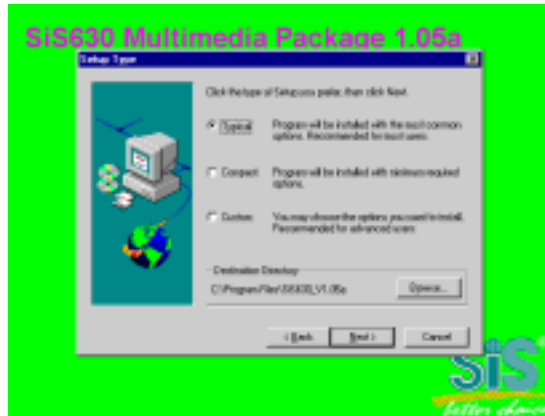 SiS630 Multimedia Package 1.05a
Setup Type
Click the type of Setup you prefer, then click Next.
Typical
Program will be installed with the most common
options. Recommended for most users.
Compact
Program will be installed with minimum required
options.
Custom
You may choose the options you want to install.
Recommended for advanced users.
Destination Directory
C:\Program Files\SiS630_V1.05a
Browse...
< Back
Next >
Cancel
SiS
better choice